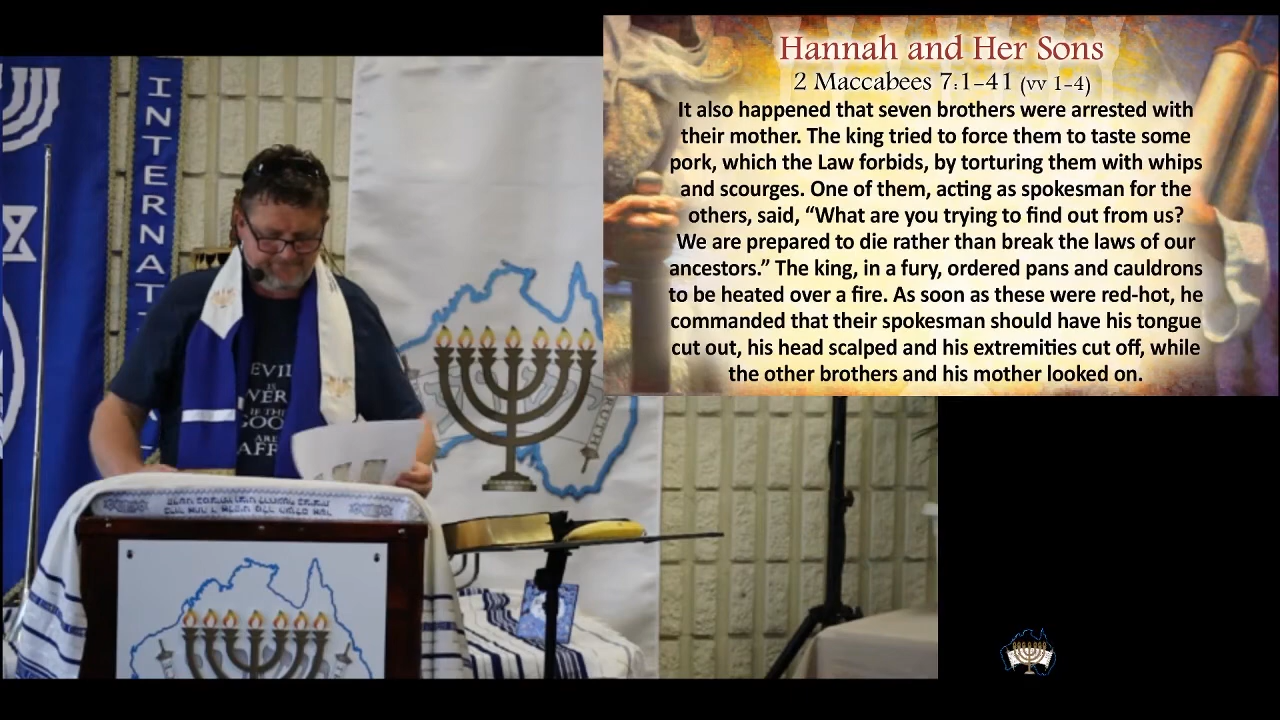 Hannah and Her Sons
2 Maccabees 7:1-41 (vv 1-4)
It also happened that seven brothers were arrested with
their mother. The king tried to force them to taste some
pork, which the Law forbids, by torturing them with whips
and scourges. One of them, acting as spokesman for the
others, said, “What are you trying to find out from us?
We are prepared to die rather than break the laws of our
ancestors.” The king, in a fury, ordered pans and cauldrons
to be heated over a fire. As soon as these were red-hot, he
commanded that their spokesman should have his tongue
cut out, his head scalped and his extremities cut off, while
the other brothers and his mother looked on.
INTERNAT
EVIL
IS
GOO
ARE
TRUTH